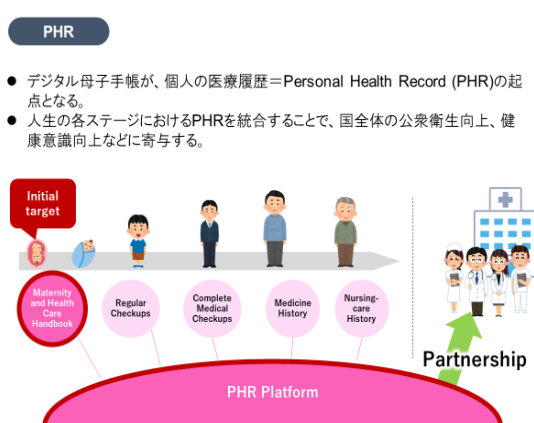 PHR
● デジタル母子手帳が、個人の医療履歴＝Personal Health Record (PHR)の起
点となる。
● 人生の各ステージにおけるPHRを統合することで、国全体の公衆衛生向上、健
康意識向上などに寄与する。
Initial
target
Maternity
and Health
Care
Handbook
Regular
Checkups
Complete
Medical
Checkups
Medicine
History
Nursing-
care
History
Partnership
PHR Platform